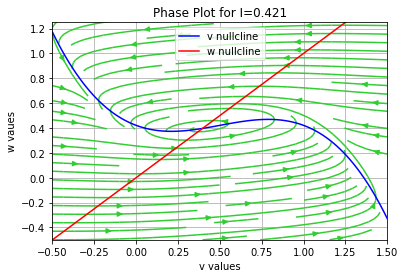 Phase Plot for I=0.421
v nullcline
w nullcline
1.2
1.0
0.8
0.6
0.4
0.2
0.0
−0.2
−0.4
w values
−0.50 −0.25 0.00 0.25 0.50 0.75 1.00 1.25 1.50
v values